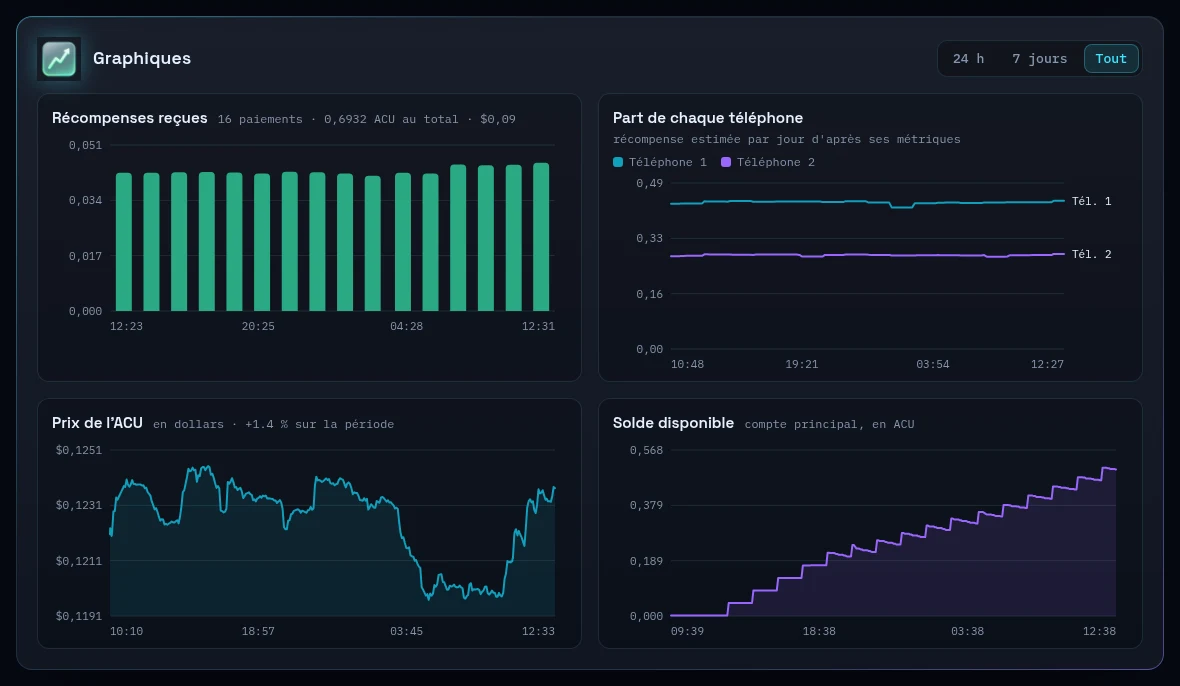 Graphiques
24 h 7 jours Tout
Récompenses reçues 16 paiements · 0,6932 ACU au total · $0,09
0,051
0,034
0,017
0,000
12:23 20:25 04:28 12:31
Part de chaque téléphone
récompense estimée par jour d'après ses métriques
Téléphone 1 Téléphone 2
0,49
Tél. 1
0,33
Tél. 2
0,16
0,00
10:48 19:21 03:54 12:27
Prix de l'ACU en dollars · +1.4 % sur la période
$0,1251
$0,1231
$0,1211
$0,1191
10:10 18:57 03:45 12:33
Solde disponible compte principal, en ACU
0,568
0,379
0,189
0,000
09:39 18:38 03:38 12:38